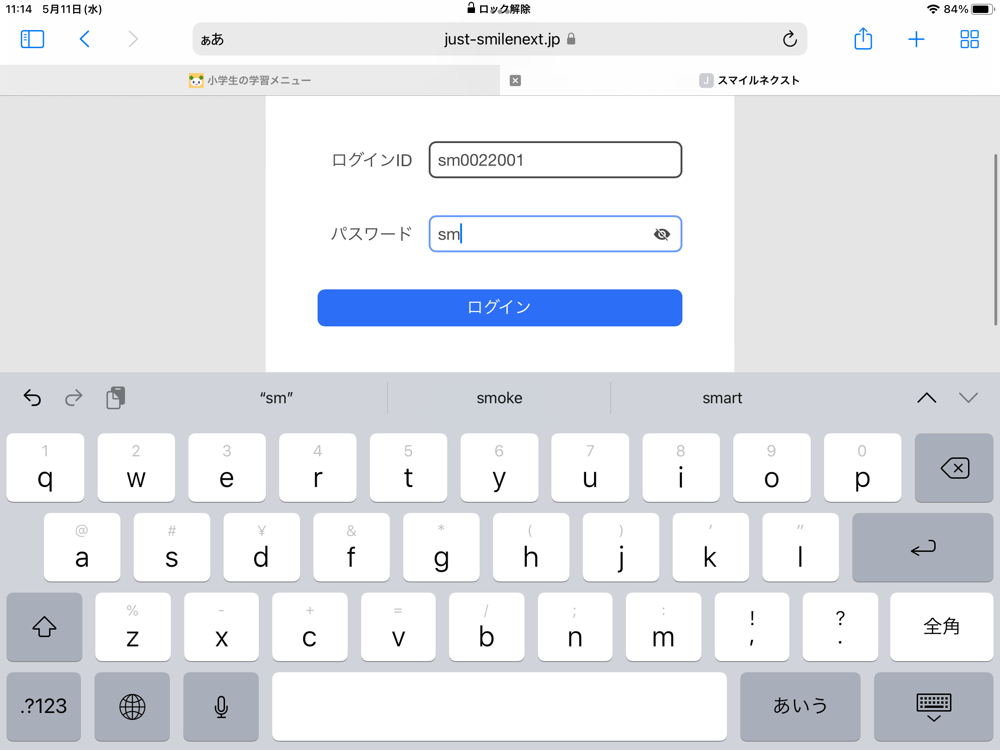 11:14 5月11日(水) ロック解除 84%
ぁあ just-smilenext.jp
小学生の学習メニュー J スマイルネクスト
ログインID sm0022001
パスワード sm
ログイン
“sm” smoke smart
1 2 3 4 5 6 7 8 9 0
q w e r t y u i o p
@ # ¥ & * ( ) ′ ″
a s d f g h j k l
% - + = / ; : ! ?
z x c v b n m , . 全角
.?123 あいう